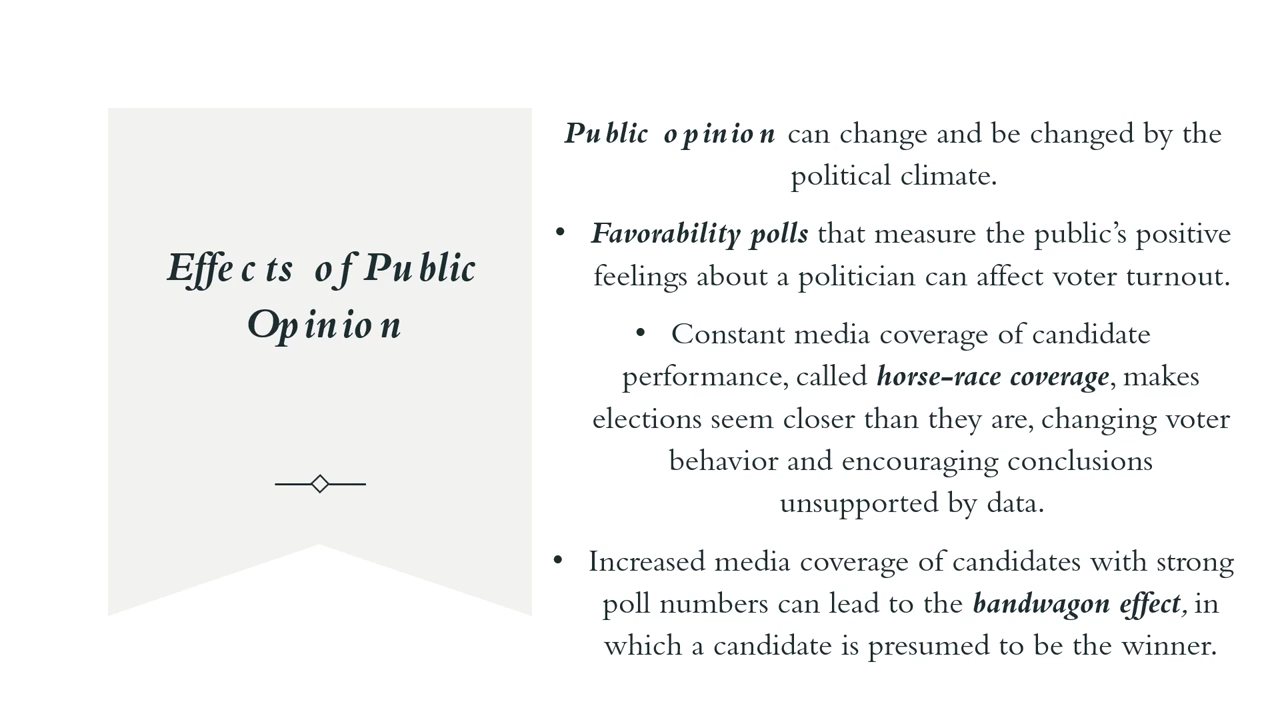 Effects of Public
Opinion
Public opinion can change and be changed by the
political climate.
• Favorability polls that measure the public’s positive
feelings about a politician can affect voter turnout.
• Constant media coverage of candidate
performance, called horse-race coverage, makes
elections seem closer than they are, changing voter
behavior and encouraging conclusions
unsupported by data.
• Increased media coverage of candidates with strong
poll numbers can lead to the bandwagon effect, in
which a candidate is presumed to be the winner.